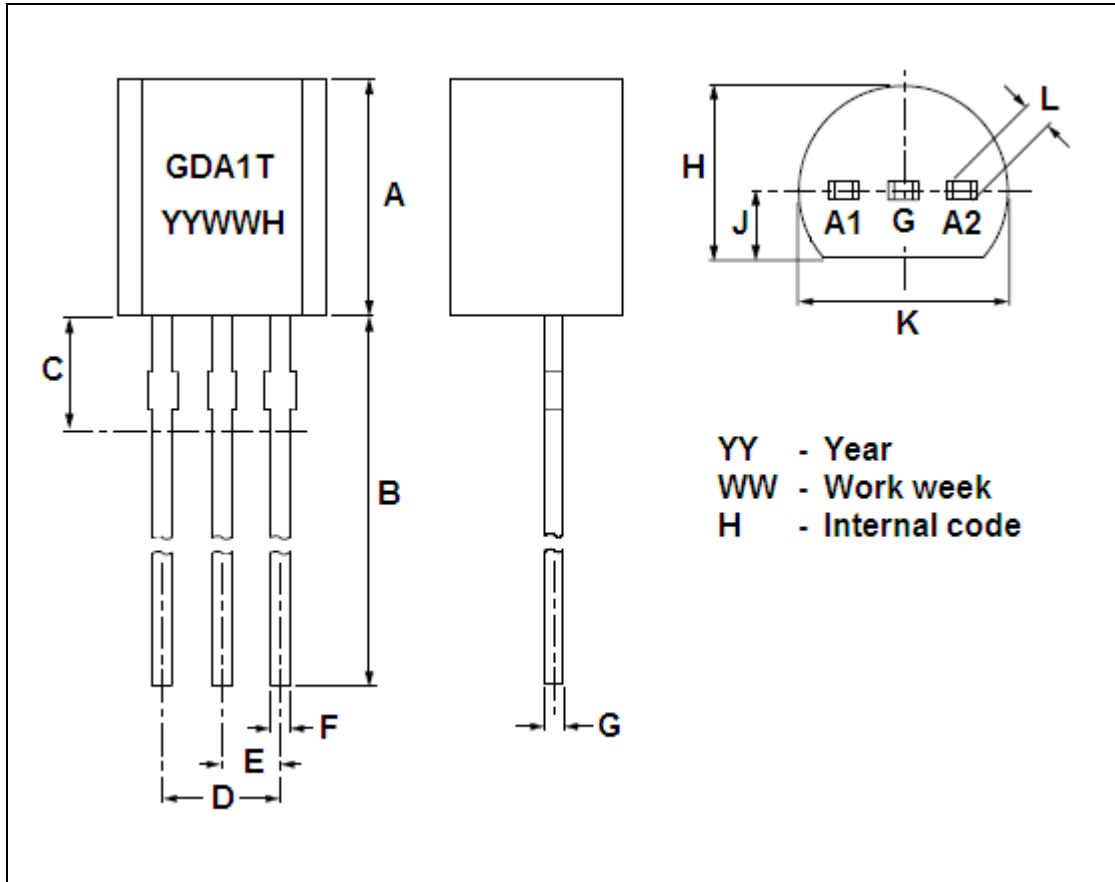 GDA1T
YYWWH
A
C
B
F
E
D
G
H
J
L
A1 G A2
K
YY - Year
WW - Work week
H - Internal code